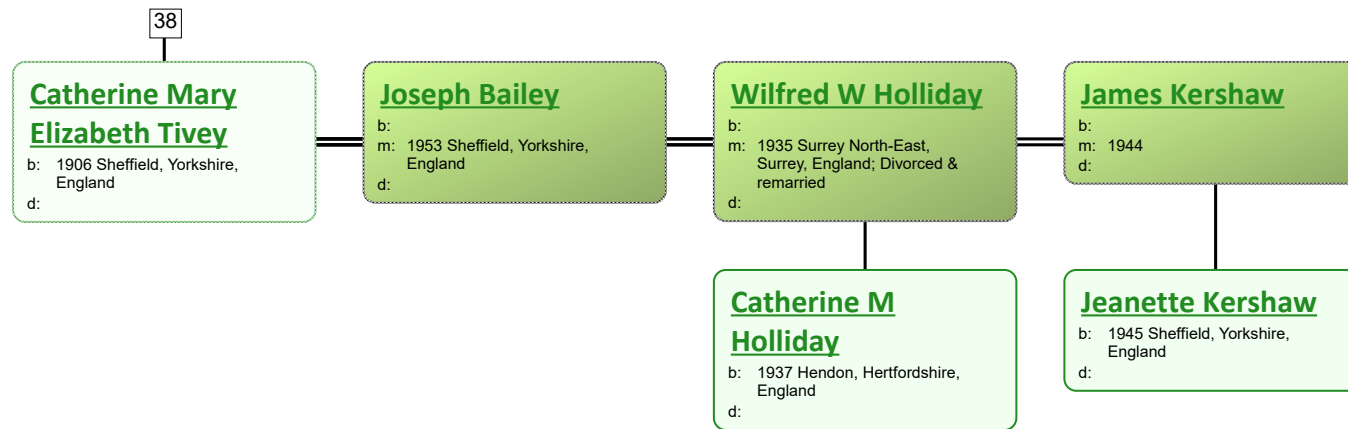 38
Catherine Mary
Elizabeth Tivey
b: 1906 Sheffield, Yorkshire,
England
d:
Joseph Bailey
b:
m: 1953 Sheffield, Yorkshire,
England
d:
Wilfred W Holliday
b:
m: 1935 Surrey North-East,
Surrey, England; Divorced &
remarried
d:
James Kershaw
b:
m: 1944
d:
Catherine M
Holliday
b: 1937 Hendon, Hertfordshire,
England
d:
Jeanette Kershaw
b: 1945 Sheffield, Yorkshire,
England
d: